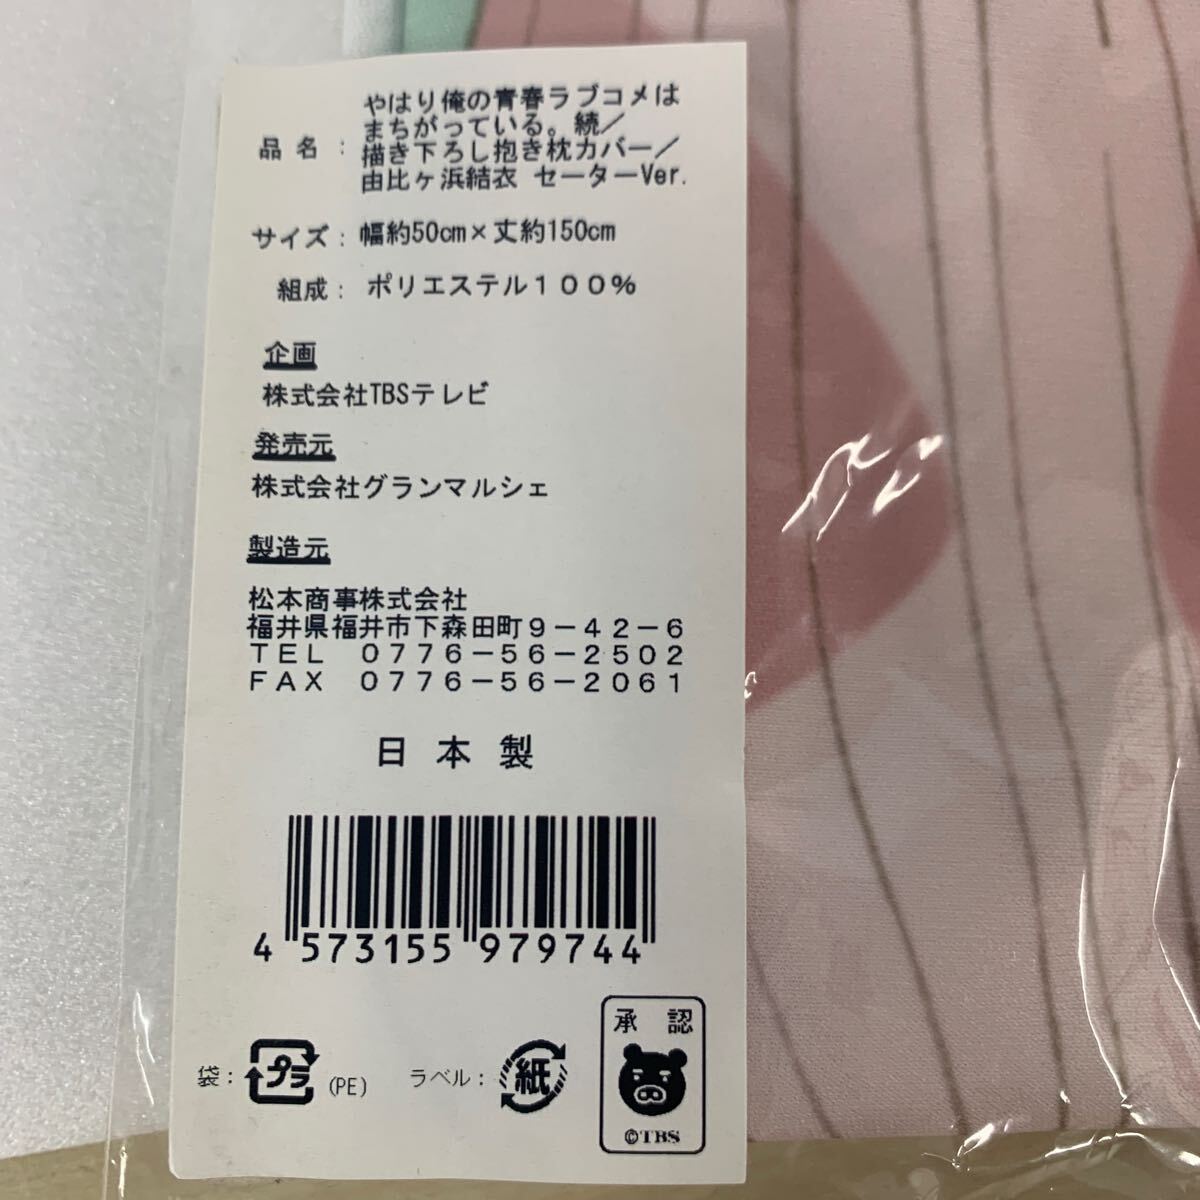 品名：
やはり俺の青春ラブコメは
まちがっている。続／
描き下ろし抱き枕カバー／
由比ヶ浜結衣 セーターVer.
サイズ：幅約50cm×丈約150cm
組成：ポリエステル１００％
企画
株式会社TBSテレビ
発売元
株式会社グランマルシェ
製造元
松本商事株式会社
福井県福井市下森田町９－４２－６
ＴＥＬ　０７７６－５６－２５０２
ＦＡＸ　０７７６－５６－２０６１
日本製
4 573155 979744
袋：プラ (PE) ラベル：紙
承認
©TBS